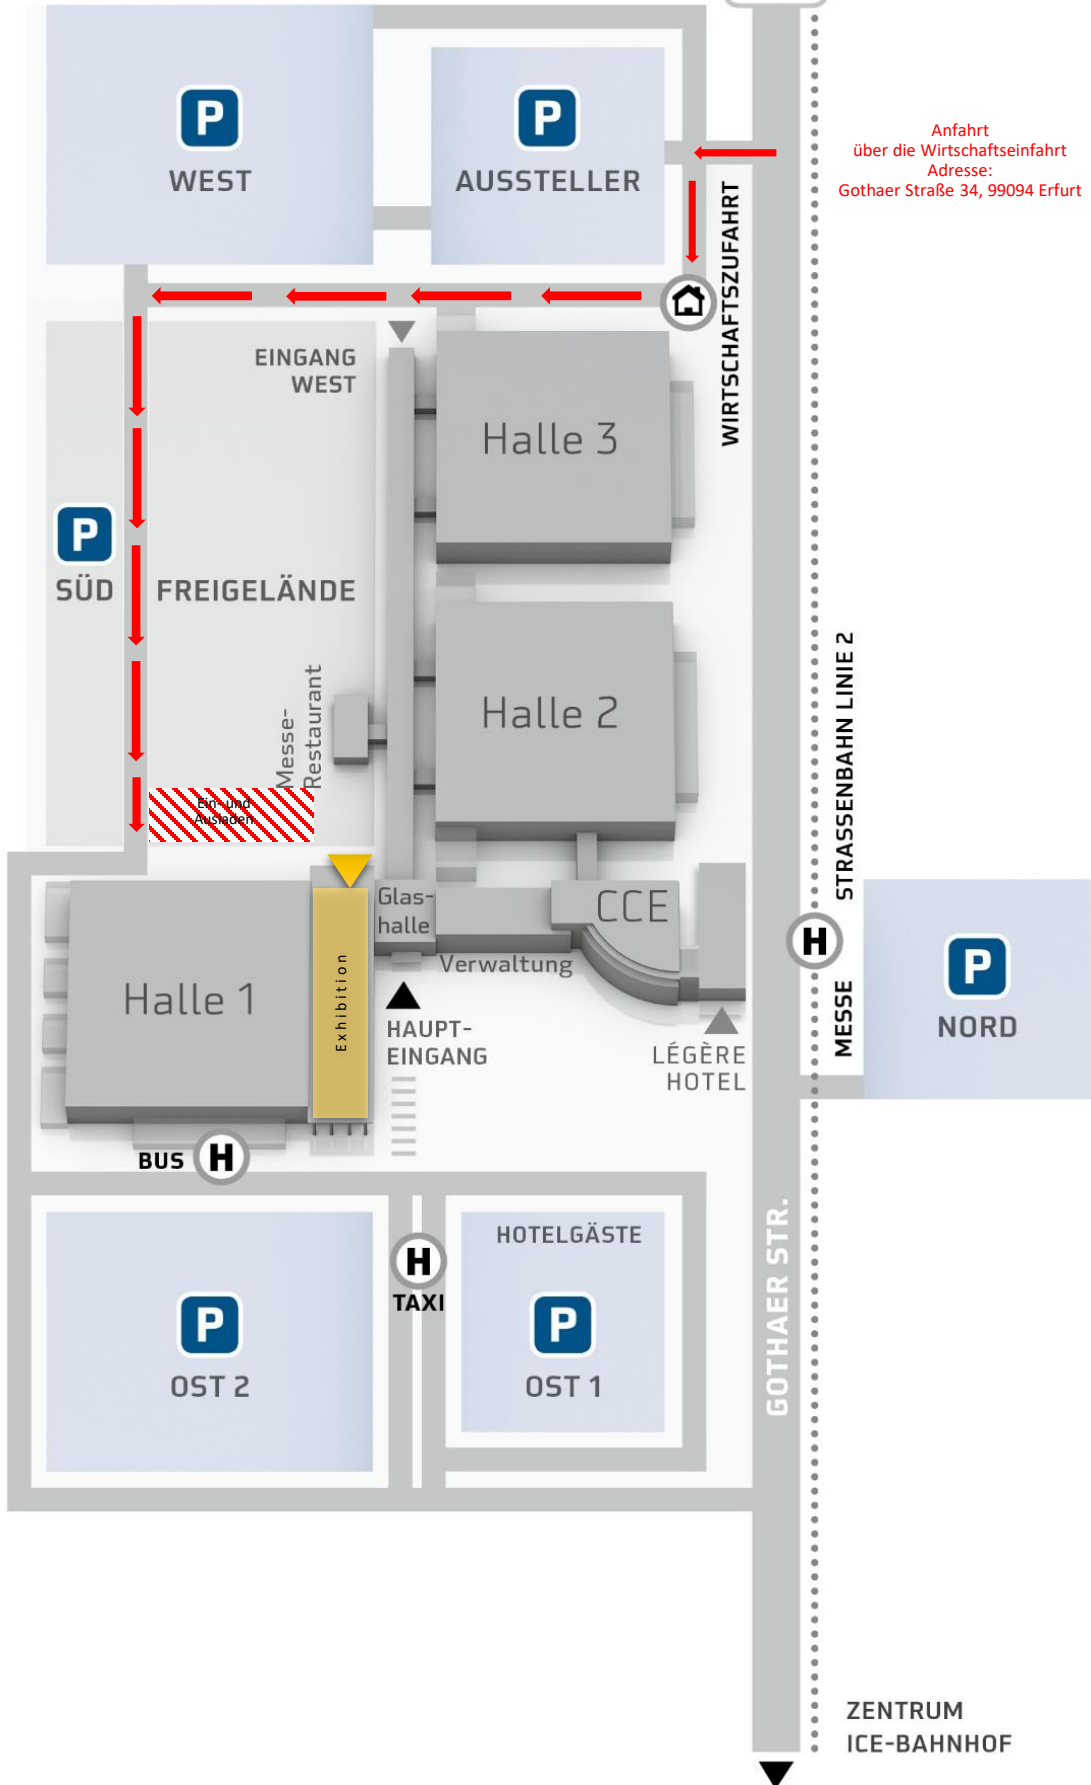 P
WEST
P
AUSSTELLER
Anfahrt
über die Wirtschaftseinfahrt
Adresse:
Gothaer Straße 34, 99094 Erfurt
WIRTSCHAFTSZUFAHRT
EINGANG
WEST
Halle 3
P
SÜD
FREIGELÄNDE
Messe-
Restaurant
Halle 2
STRASSENBAHN LINIE 2
Ein- und
Ausladen
Glas-
halle
CCE
Verwaltung
H
MESSE
P
NORD
Halle 1
Exhibition
HAUPT-
EINGANG
LÉGÈRE
HOTEL
BUS H
HOTELGÄSTE
H
TAXI
P
OST 2
P
OST 1
GOTHAER STR.
ZENTRUM
ICE-BAHNHOF